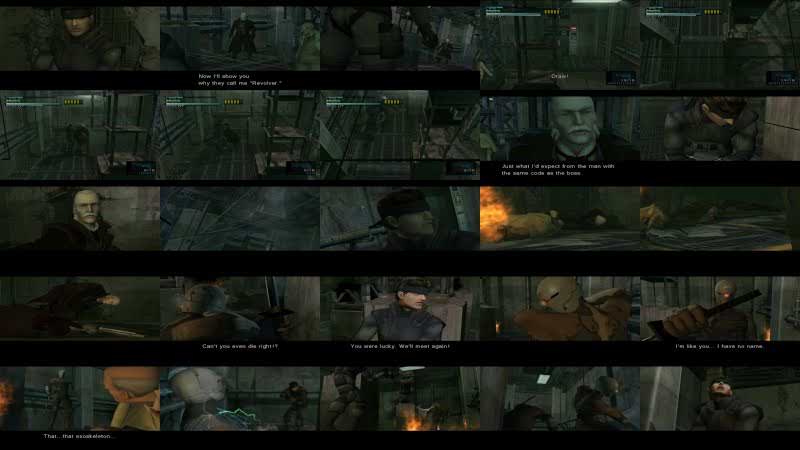 Now I'll show you
why they call me "Revolver."
Draw!
Just what I'd expect from the man with
the same code as the boss.
Can't you even die right!?
You were lucky. We'll meet again!
I'm like you... I have no name.
That...that exoskeleton...